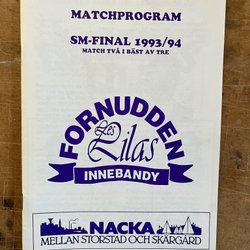 MATCHPROGRAM
SM-FINAL 1993/94
MATCH TVÅ I BÄST AV TRE
FORNUDDEN
Les
Lilas
INNEBANDY
NACKA
MELLAN STORSTAD OCH SKÄRGÅRD